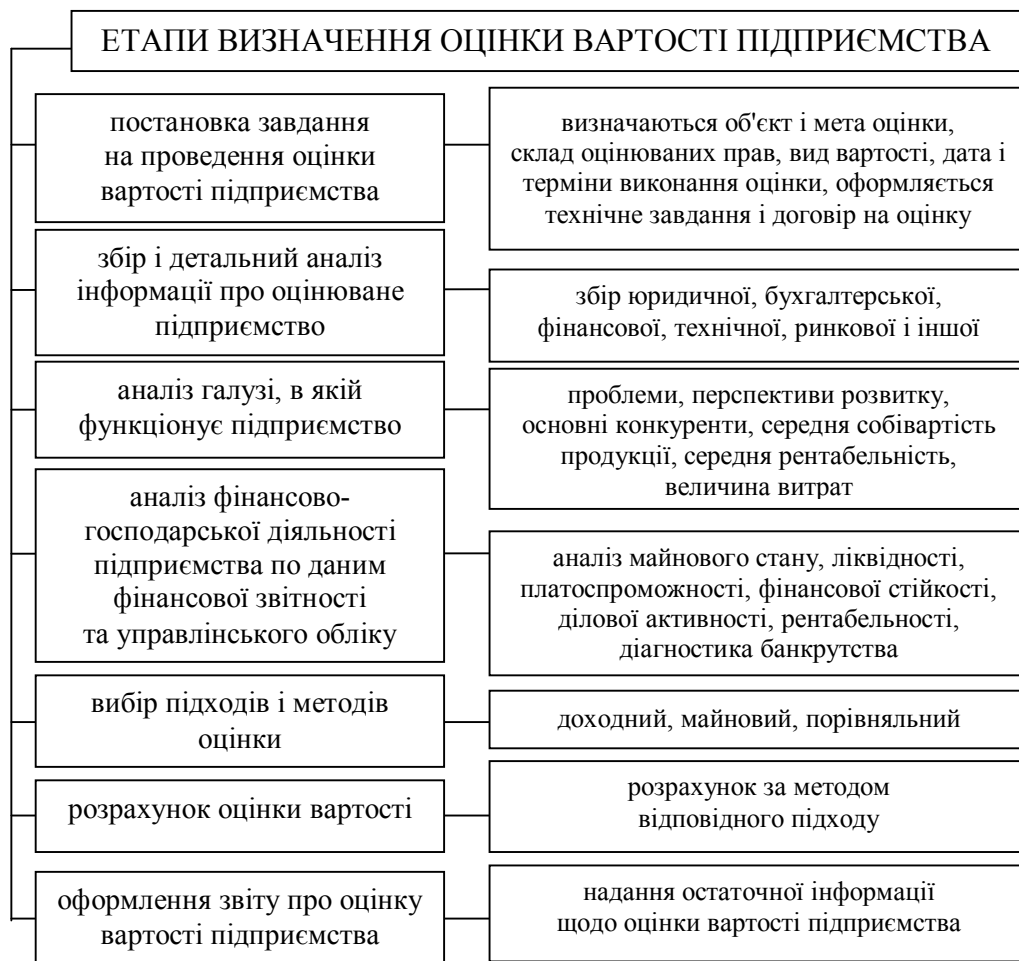 ЕТАПИ ВИЗНАЧЕННЯ ОЦІНКИ ВАРТОСТІ ПІДПРИЄМСТВА
постановка завдання
на проведення оцінки
вартості підприємства
визначаються об'єкт і мета оцінки,
склад оцінюваних прав, вид вартості, дата і
терміни виконання оцінки, оформляється
технічне завдання і договір на оцінку
збір і детальний аналіз
інформації про оцінюване
підприємство
збір юридичної, бухгалтерської,
фінансової, технічної, ринкової і іншої
аналіз галузі, в якій
функціонує підприємство
проблеми, перспективи розвитку,
основні конкуренти, середня собівартість
продукції, середня рентабельність,
величина витрат
аналіз фінансово-
господарської діяльності
підприємства по даним
фінансової звітності
та управлінського обліку
аналіз майнового стану, ліквідності,
платоспроможності, фінансової стійкості,
ділової активності, рентабельності,
діагностика банкрутства
вибір підходів і методів
оцінки
доходний, майновий, порівняльний
розрахунок оцінки вартості
розрахунок за методом
відповідного підходу
оформлення звіту про оцінку
вартості підприємства
надання остаточної інформації
щодо оцінки вартості підприємства